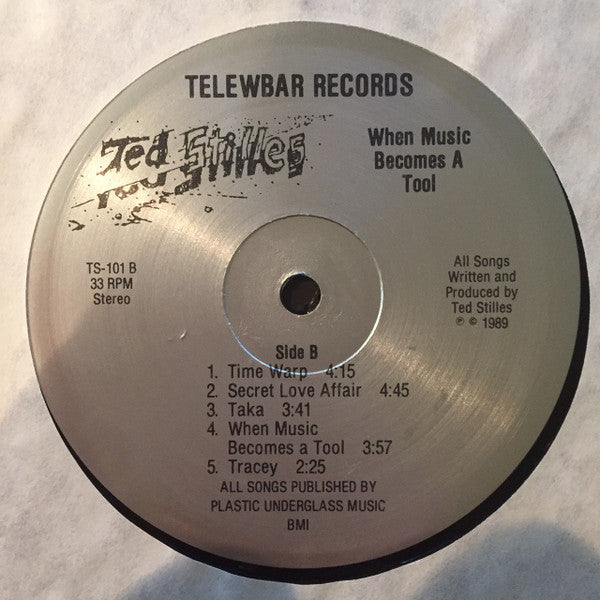 TELEWBAR RECORDS
Ted Stilles
When Music
Becomes A
Tool
TS-101 B
33 RPM
Stereo
All Songs
Written and
Produced by
Ted Stilles
℗ © 1989
Side B
1. Time Warp 4:15
2. Secret Love Affair 4:45
3. Taka 3:41
4. When Music
Becomes a Tool 3:57
5. Tracey 2:25
ALL SONGS PUBLISHED BY
PLASTIC UNDERGLASS MUSIC
BMI